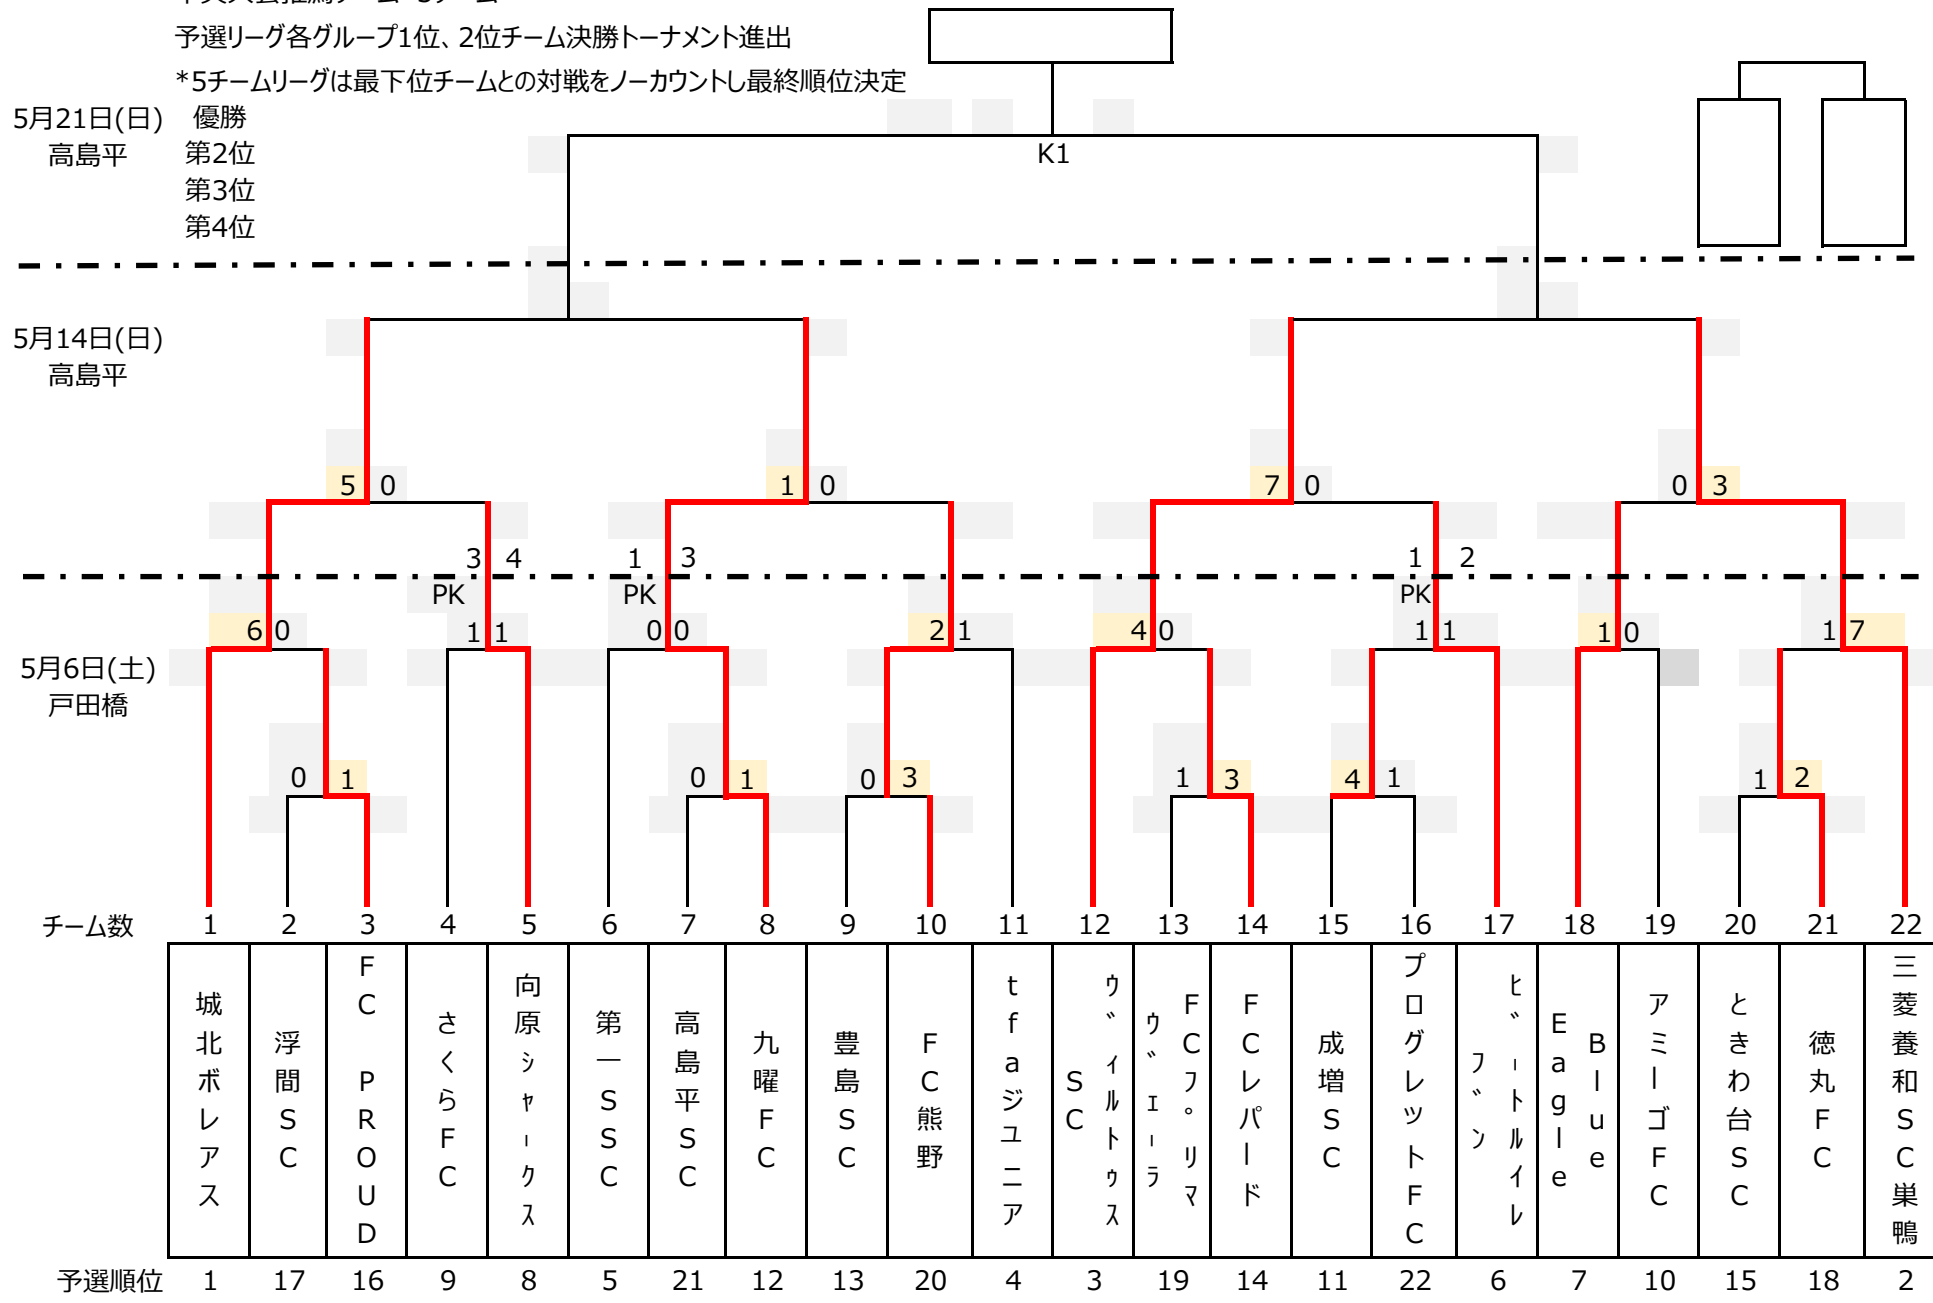 予選リーグ各グループ1位、2位チーム決勝トーナメント進出
*5チームリーグは最下位チームとの対戦をノーカウントし最終順位決定
5月21日(日) 優勝
高島平 第2位 K1
第3位
第4位
5月14日(日)
高島平
5 0 1 0 7 0 0 3
3 4 1 3 1 2
PK PK PK
6 0 1 1 0 0 2 1 4 0 1 1 1 0 1 7
5月6日(土)
戸田橋
0 1 0 1 0 3 1 3 4 1 1 2
チーム数 1 2 3 4 5 6 7 8 9 10 11 12 13 14 15 16 17 18 19 20 21 22
城北ボレアス
浮間SC
FC PROUD
さくらFC
向原シャークス
第一SSC
高島平SC
九曜FC
豊島SC
FC熊野
tfaジユニア
ヴィルトゥスSC
FCプリマヴェーラ
FCレパード
成増SC
プログレットFC
ビートルイレブン
Eagle Blue
アミーゴFC
ときわ台SC
徳丸FC
三菱養和SC巣鴨
予選順位 1 17 16 9 8 5 21 12 13 20 4 3 19 14 11 22 6 7 10 15 18 2